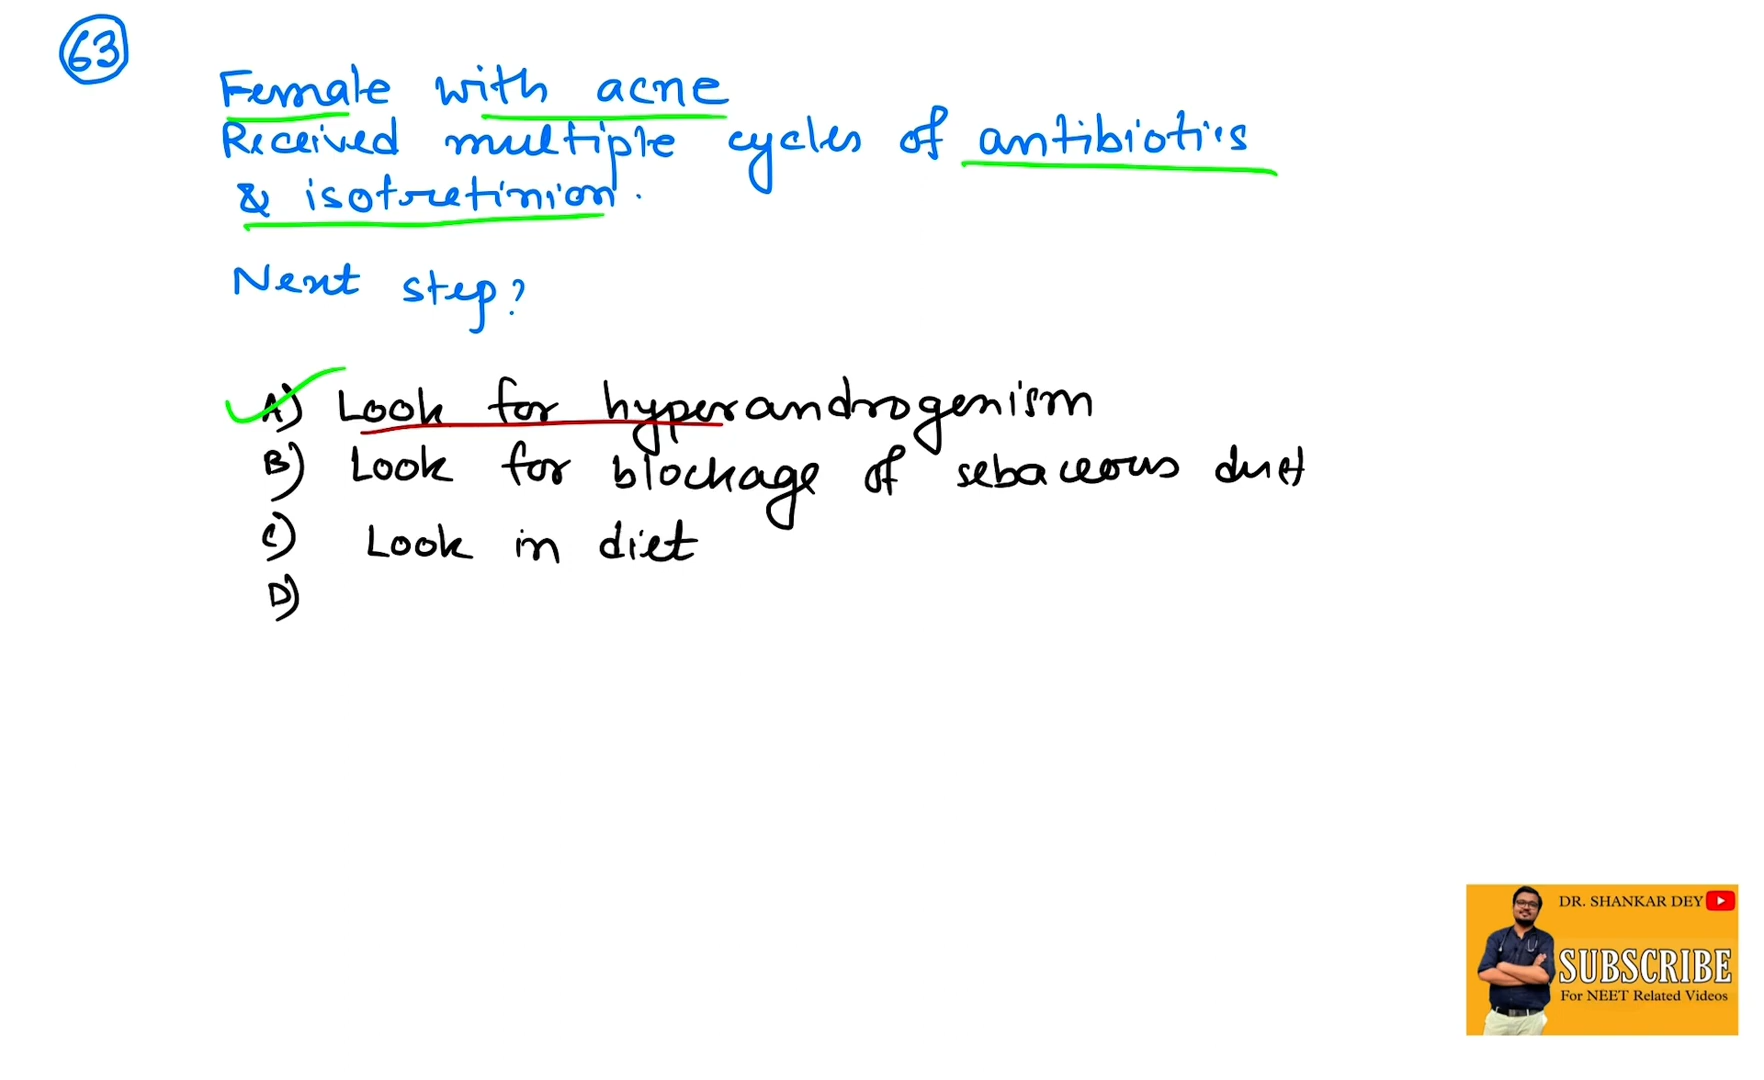 63
Female with acne
Received multiple cycles of antibiotics
& isotretinion.
Next step?
A) Look for hyperandrogenism
B) Look for blockage of sebaceous duct
C) Look in diet
D)
DR. SHANKAR DEY
SUBSCRIBE
For NEET Related Videos